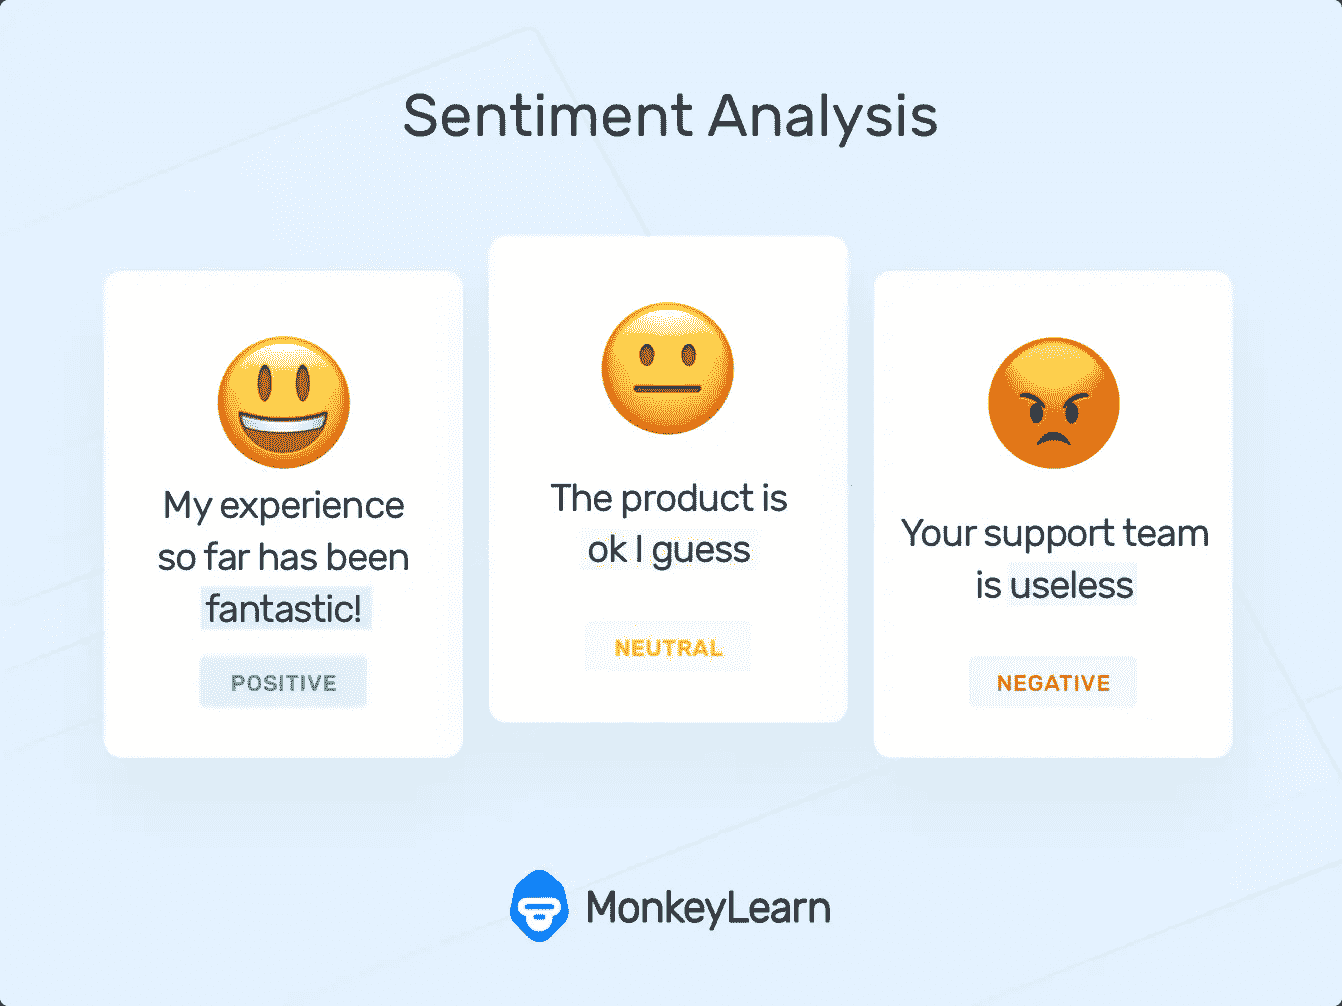 Sentiment Analysis
My experience
so far has been
fantastic!
POSITIVE
The product is
ok I guess
NEUTRAL
Your support team
is useless
NEGATIVE
MonkeyLearn